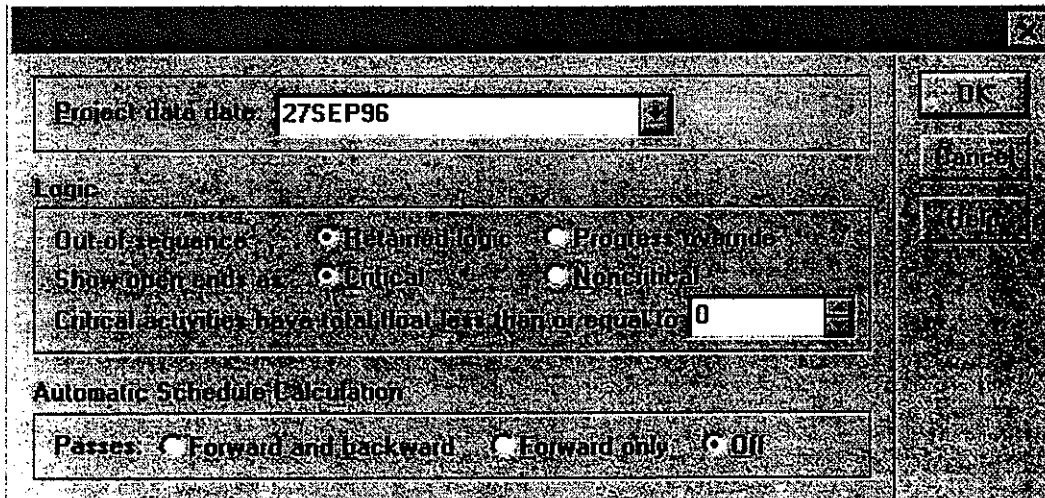 Project data date: 27SEP96
OK
Cancel
Help
Logic
Out-of-sequence: Retained logic Progress override
Show open ends as: Critical Noncritical
Critical activities have total float less than or equal to: 0
Automatic Schedule Calculation
Passes: Forward and backward Forward only Off